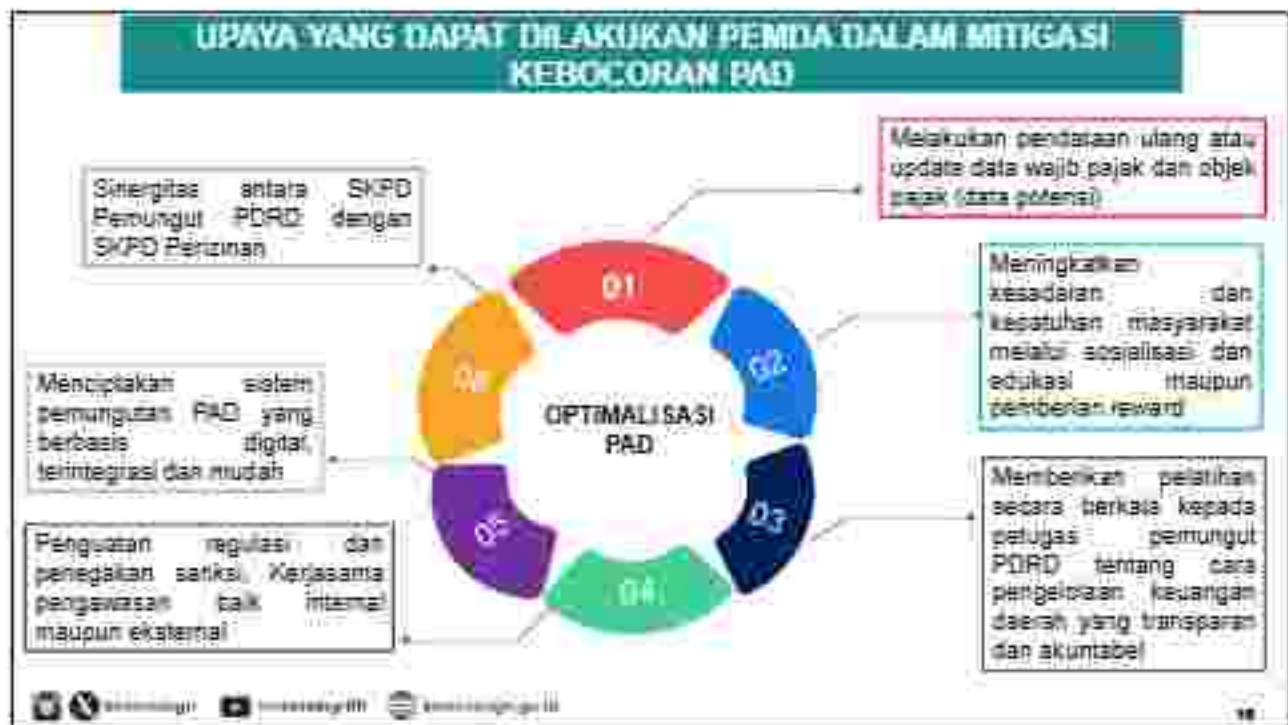 UPAYA YANG DAPAT DILAKUKAN PEMDA DALAM MITIGASI
KEBOCORAN PAD
Melakukan pendataan ulang atau
update data wajib pajak dan objek
pajak (data potensi)
Sinergitas antara SKPD
Pemungut PDRD dengan
SKPD Perizinan
01
Meningkatkan
kesadaran dan
kepatuhan masyarakat
melalui sosialisasi dan
edukasi maupun
pemberian reward
02
06
Menciptakan sistem
pemungutan PAD yang
berbasis digital,
terintegrasi dan mudah
OPTIMALISASI
PAD
Memberikan pelatihan
secara berkala kepada
petugas pemungut
PDRD tentang cara
pengelolaan keuangan
daerah yang transparan
dan akuntabel
03
05
Penguatan regulasi dan
penegakan sanksi, Kerjasama
pengawasan baik internal
maupun eksternal
04